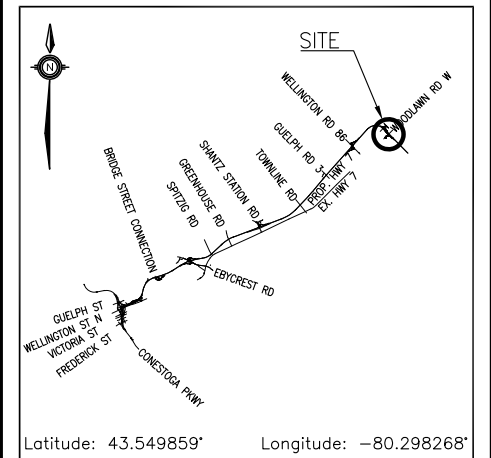 SITE
N
WELLINGTON RD 86
WOODLAWN RD W
GUELPH RD 3
TOWNLINE RD
PROP. HWY 7
EX. HWY 7
SHANTZ STATION RD
GREENHOUSE RD
SPITZIG RD
BRIDGE STREET CONNECTION
EBYCREST RD
GUELPH ST
WELLINGTON ST N
VICTORIA ST
FREDERICK ST
CONESTOGA PKWY
Latitude: 43.549859° Longitude: -80.298268°